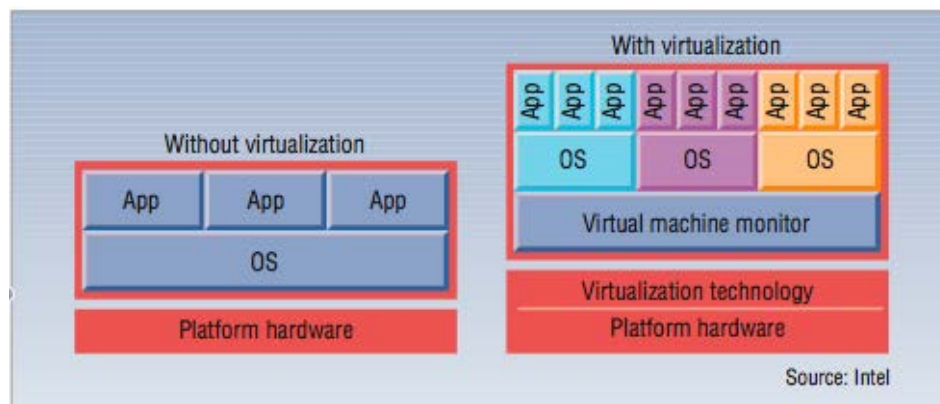 Without virtualization
App App App
OS
Platform hardware
With virtualization
App App App App App App App App App
OS OS OS
Virtual machine monitor
Virtualization technology
Platform hardware
Source: Intel